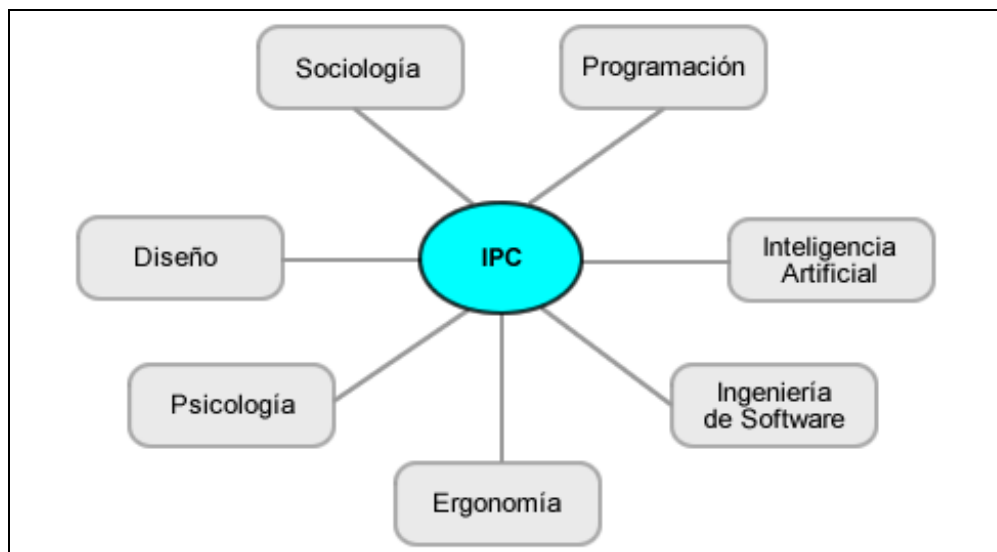 Sociología
Programación
Diseño
IPC
Inteligencia
Artificial
Psicología
Ingeniería
de Software
Ergonomía